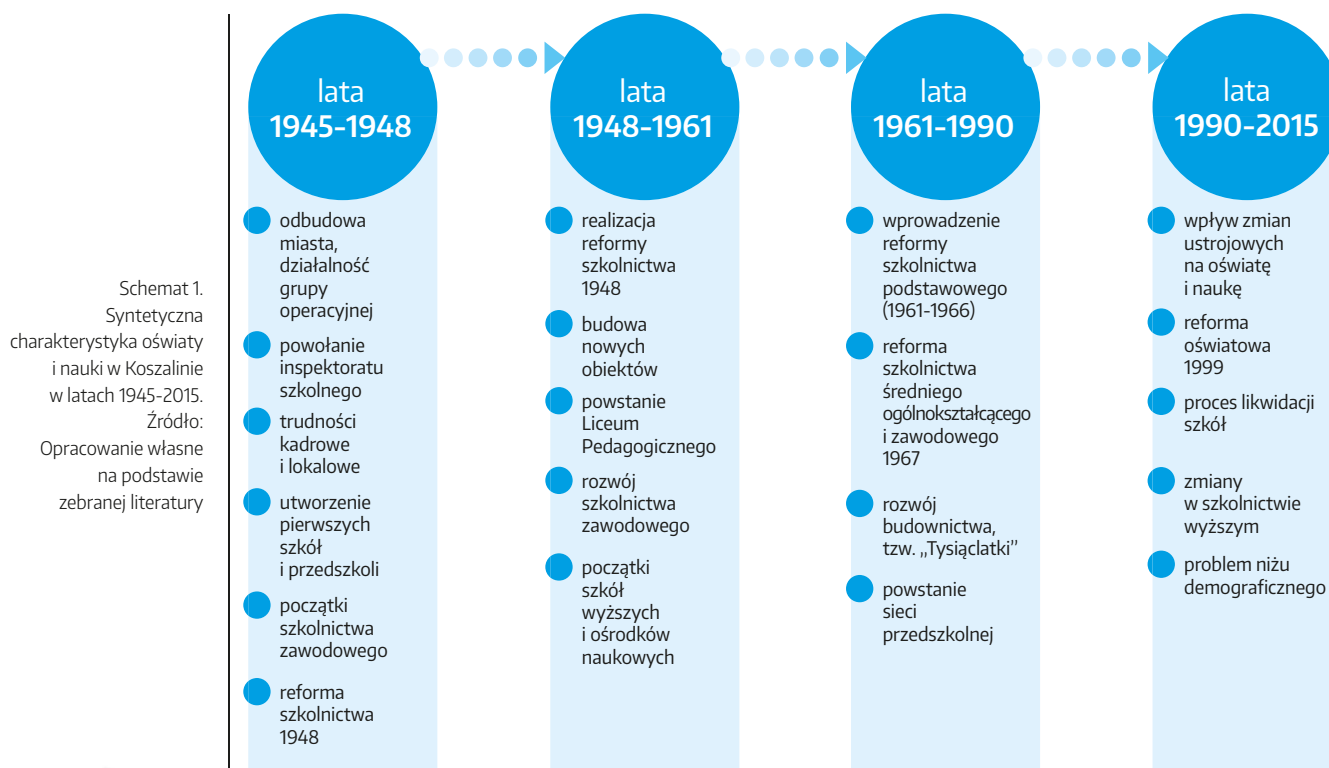 Schemat 1.
Syntetyczna
charakterystyka oświaty
i nauki w Koszalinie
w latach 1945-2015.
Źródło:
Opracowanie własne
na podstawie
zebranej literatury
lata
1945-1948
odbudowa
miasta,
działalność
grupy
operacyjnej
powołanie
inspektoratu
szkolnego
trudności
kadrowe
i lokalowe
utworzenie
pierwszych
szkół
i przedszkoli
początki
szkolnictwa
zawodowego
reforma
szkolnictwa
1948
lata
1948-1961
realizacja
reformy
szkolnictwa
1948
budowa
nowych
obiektów
powstanie
Liceum
Pedagogicznego
rozwój
szkolnictwa
zawodowego
początki
szkół
wyższych
i ośrodków
naukowych
lata
1961-1990
wprowadzenie
reformy
szkolnictwa
podstawowego
(1961-1966)
reforma
szkolnictwa
średniego
ogólnokształcącego
i zawodowego
1967
rozwój
budownictwa,
tzw. „Tysiąclatki”
powstanie
sieci
przedszkolnej
lata
1990-2015
wpływ zmian
ustrojowych
na oświatę
i naukę
reforma
oświatowa
1999
proces likwidacji
szkół
zmiany
w szkolnictwie
wyższym
problem niżu
demograficznego